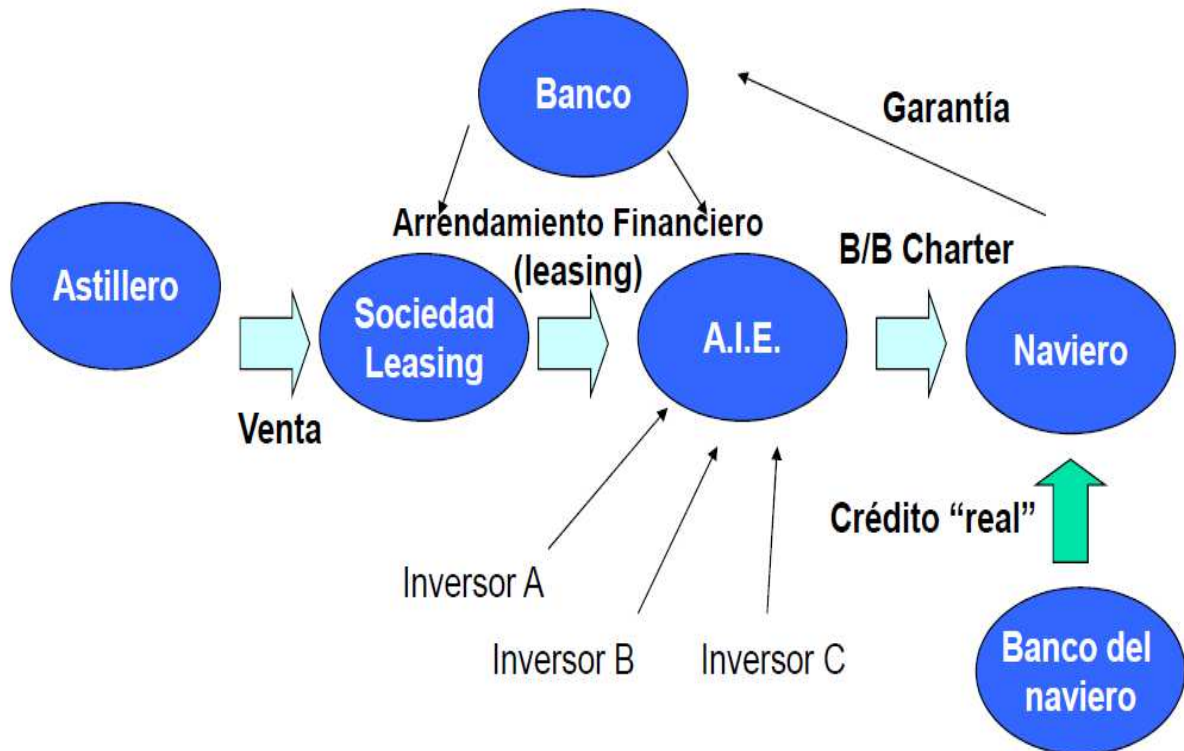 Banco
Garantía
Arrendamiento Financiero
(leasing)
B/B Charter
Astillero
Sociedad
Leasing
A.I.E.
Naviero
Venta
Crédito “real”
Inversor A
Inversor B
Inversor C
Banco del
naviero